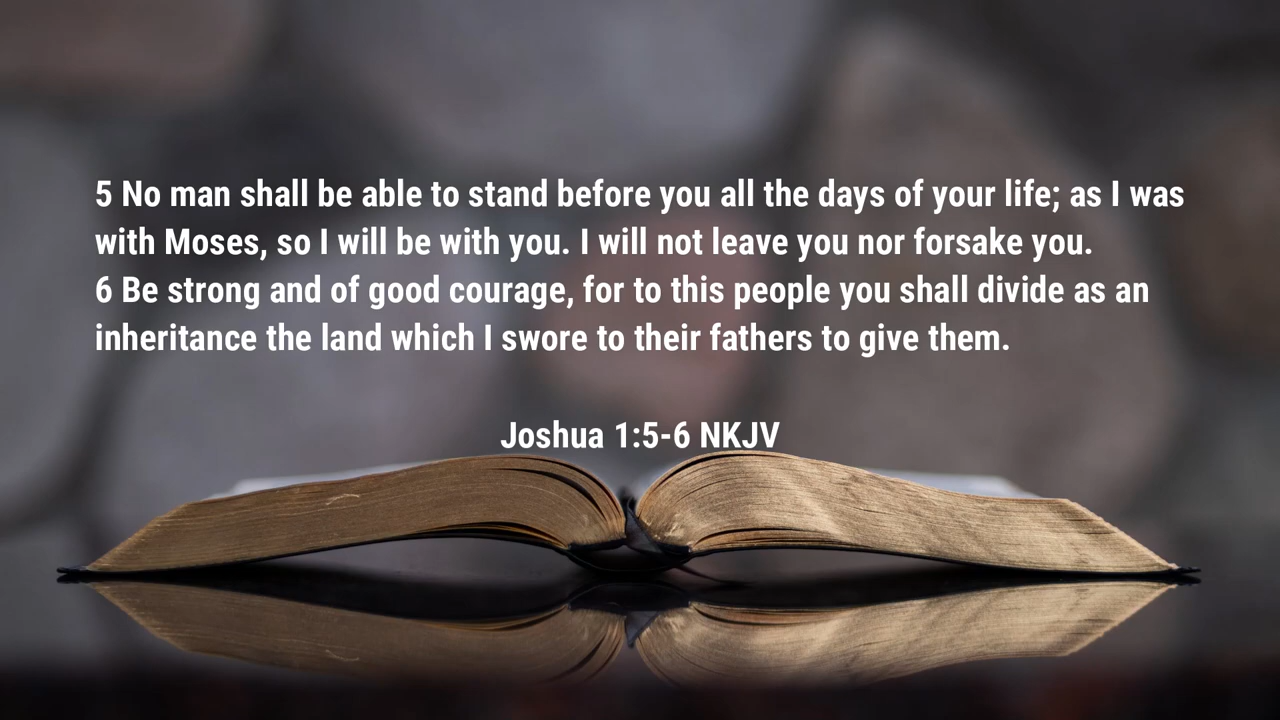 5 No man shall be able to stand before you all the days of your life; as I was
with Moses, so I will be with you. I will not leave you nor forsake you.
6 Be strong and of good courage, for to this people you shall divide as an
inheritance the land which I swore to their fathers to give them.
Joshua 1:5-6 NKJV